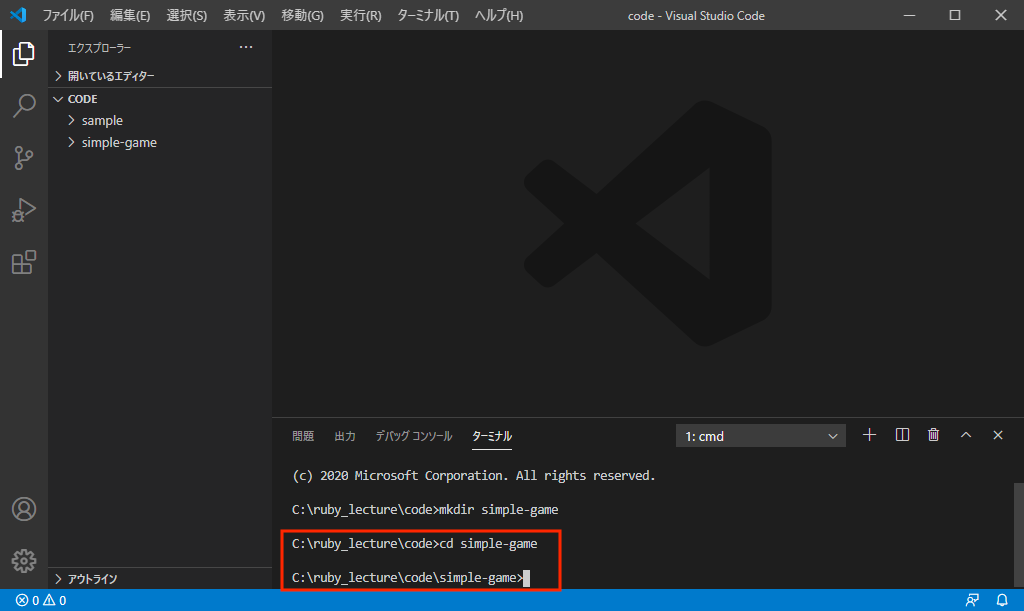 ファイル(F) 編集(E) 選択(S) 表示(V) 移動(G) 実行(R) ターミナル(T) ヘルプ(H) code - Visual Studio Code
エクスプローラー
開いているエディター
CODE
sample
simple-game
問題 出力 デバッグ コンソール ターミナル 1: cmd
(c) 2020 Microsoft Corporation. All rights reserved.
C:\ruby_lecture\code>mkdir simple-game
C:\ruby_lecture\code>cd simple-game
C:\ruby_lecture\code\simple-game>
アウトライン
0 0